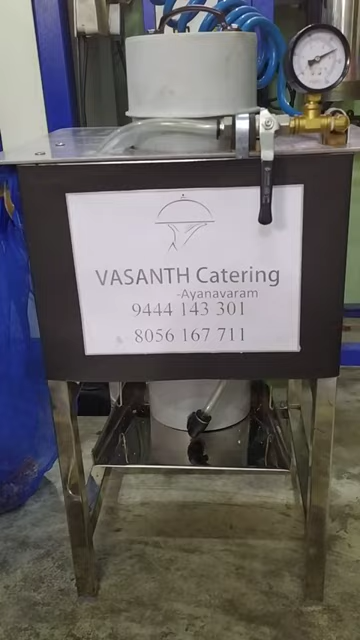 VASANTH Catering
-Ayanavaram
9444 143 301
8056 167 711